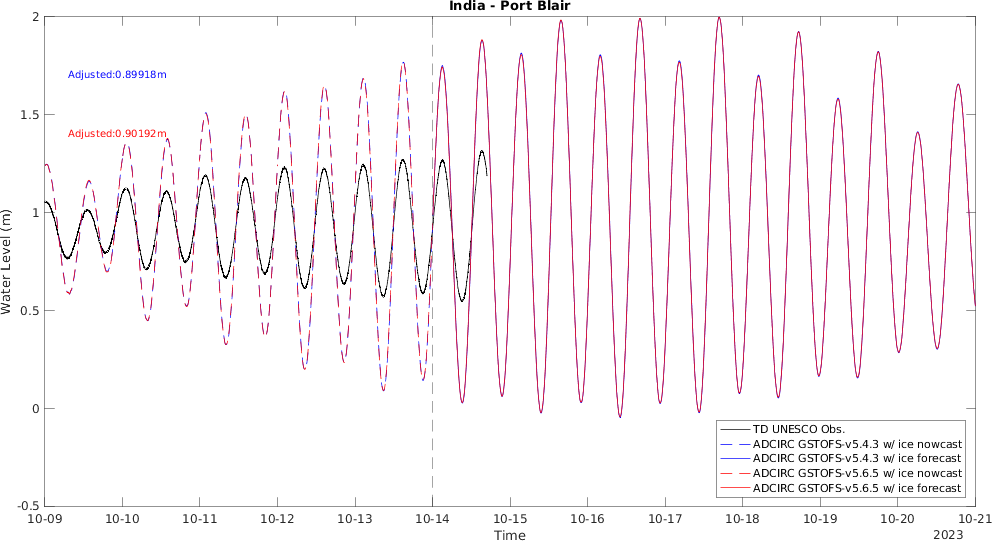 India - Port Blair
Adjusted:0.89918m
Adjusted:0.90192m
Water Level (m)
2
1.5
1
0.5
0
-0.5
10-09 10-10 10-11 10-12 10-13 10-14 10-15 10-16 10-17 10-18 10-19 10-20 10-21
Time
2023
TD UNESCO Obs.
ADCIRC GSTOFS-v5.4.3 w/ ice nowcast
ADCIRC GSTOFS-v5.4.3 w/ ice forecast
ADCIRC GSTOFS-v5.6.5 w/ ice nowcast
ADCIRC GSTOFS-v5.6.5 w/ ice forecast